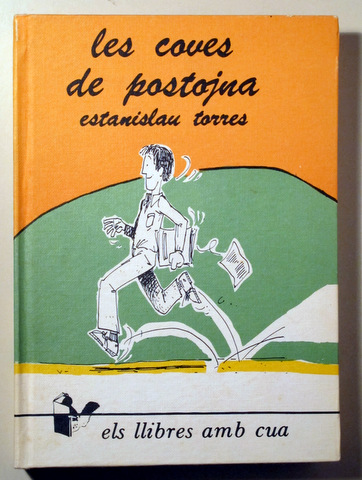 les coves
de postojna
estanislau torres
els llibres amb cua